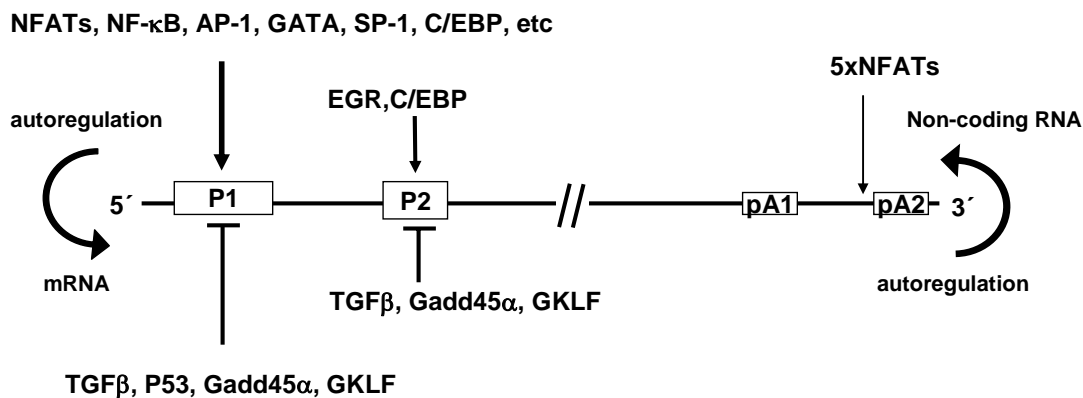 NFATs, NF-κB, AP-1, GATA, SP-1, C/EBP, etc
5xNFATs
EGR,C/EBP
autoregulation
Non-coding RNA
5´
P1
P2
pA1
pA2
3´
mRNA
autoregulation
TGFβ, Gadd45α, GKLF
TGFβ, P53, Gadd45α, GKLF